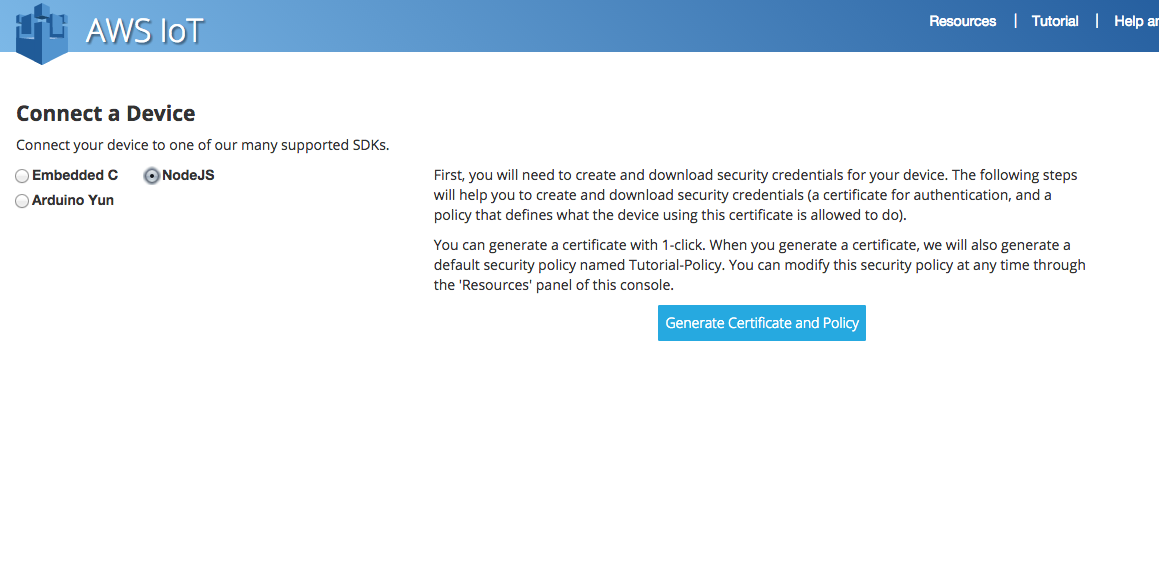 AWS IoT
Resources | Tutorial | Help
Connect a Device
Connect your device to one of our many supported SDKs.
Embedded C
NodeJS
Arduino Yun
First, you will need to create and download security credentials for your device. The following steps
will help you to create and download security credentials (a certificate for authentication, and a
policy that defines what the device using this certificate is allowed to do).
You can generate a certificate with 1-click. When you generate a certificate, we will also generate a
default security policy named Tutorial-Policy. You can modify this security policy at any time through
the 'Resources' panel of this console.
Generate Certificate and Policy